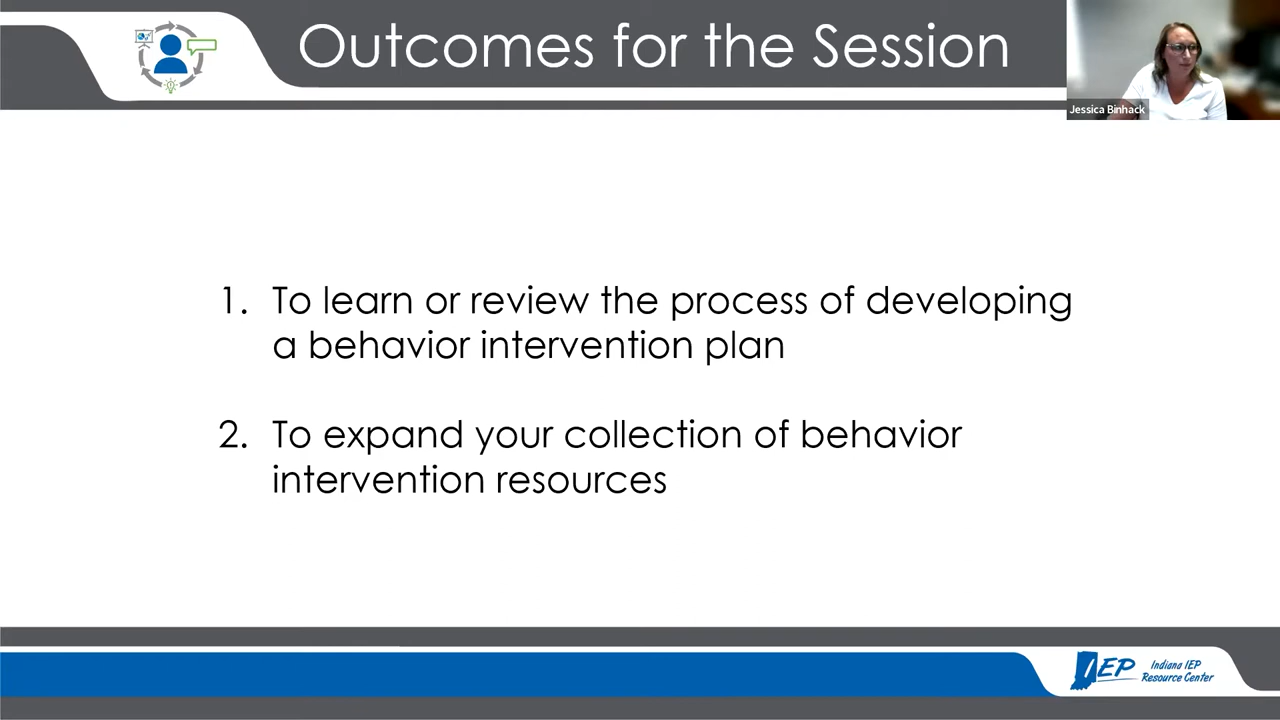 Outcomes for the Session
Jessica Binhack
1. To learn or review the process of developing
a behavior intervention plan
2. To expand your collection of behavior
intervention resources
IEP
Indiana IEP
Resource Center